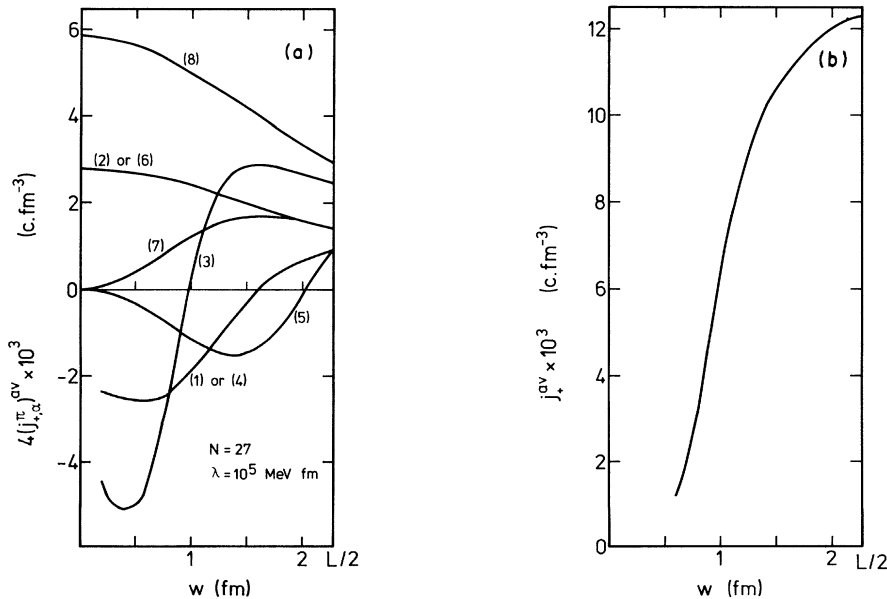 6
(a)
(8)
4
(2) or (6)
2
(7)
(3)
0
(5)
-2
(1) or (4)
N = 27
λ = 10⁵ MeV fm
-4
1
2
L/2
w (fm)
4(j^π_{+,α})^{av} × 10³ (c.fm⁻³)
12
(b)
10
8
6
4
2
0
1
2
L/2
w (fm)
j_+^{av} × 10³ (c.fm⁻³)